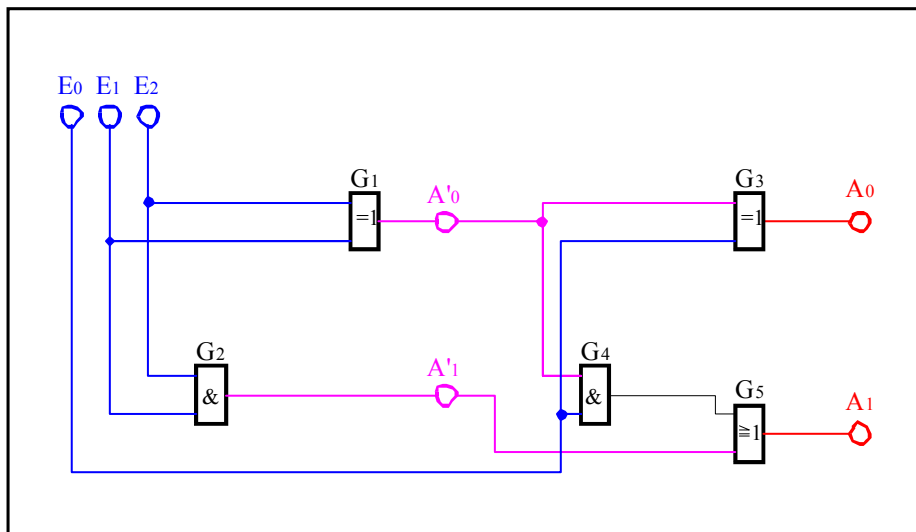 E0 E1 E2
G1 G3
A'0 A0
=1 =1
G2 G4
A'1 G5
& & A1
≧1